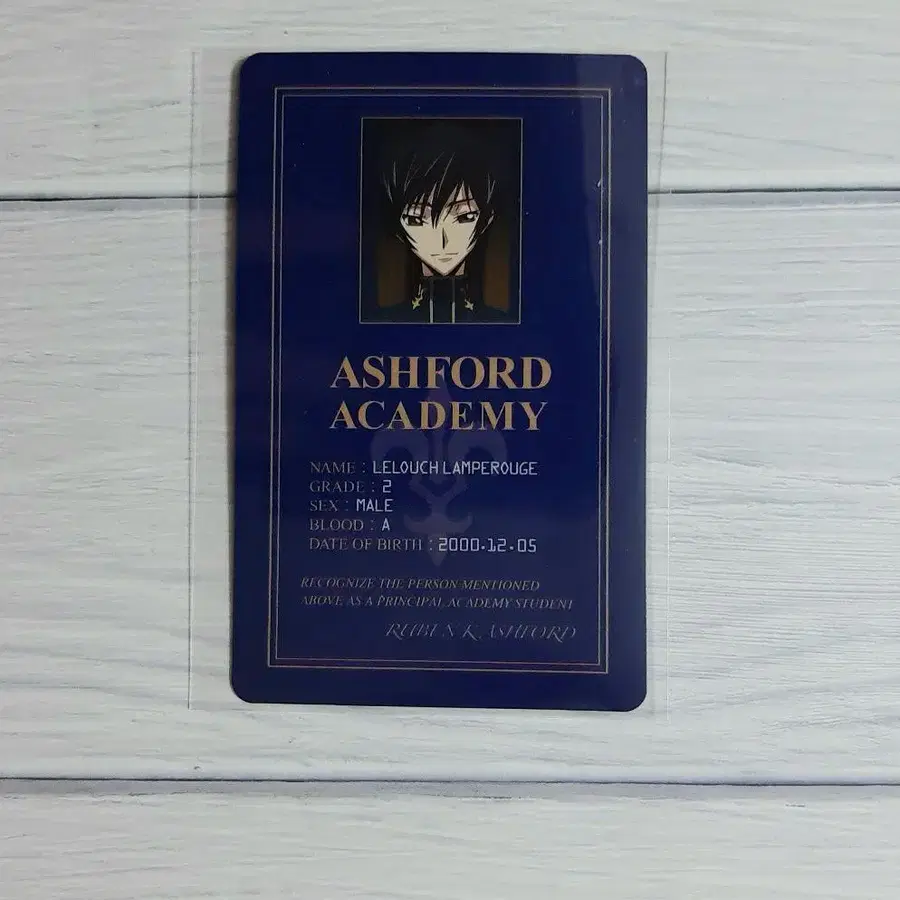 ASHFORD
ACADEMY
NAME : LELOUCH LAMPEROUGE
GRADE : 2
SEX : MALE
BLOOD : A
DATE OF BIRTH : 2000.12.05
RECOGNIZE THE PERSON MENTIONED
ABOVE AS A PRINCIPAL ACADEMY STUDENT
RUBEN K ASHFORD